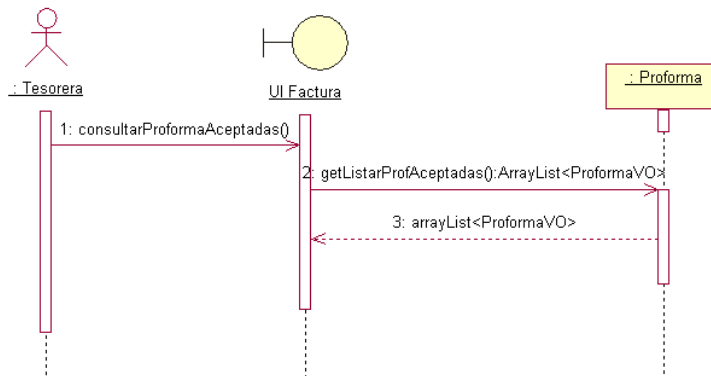 : Tesorera
UI Factura
: Proforma
1: consultarProformaAceptadas()
2: getListarProfAceptadas():ArrayList<ProformaVO>
3: arrayList<ProformaVO>